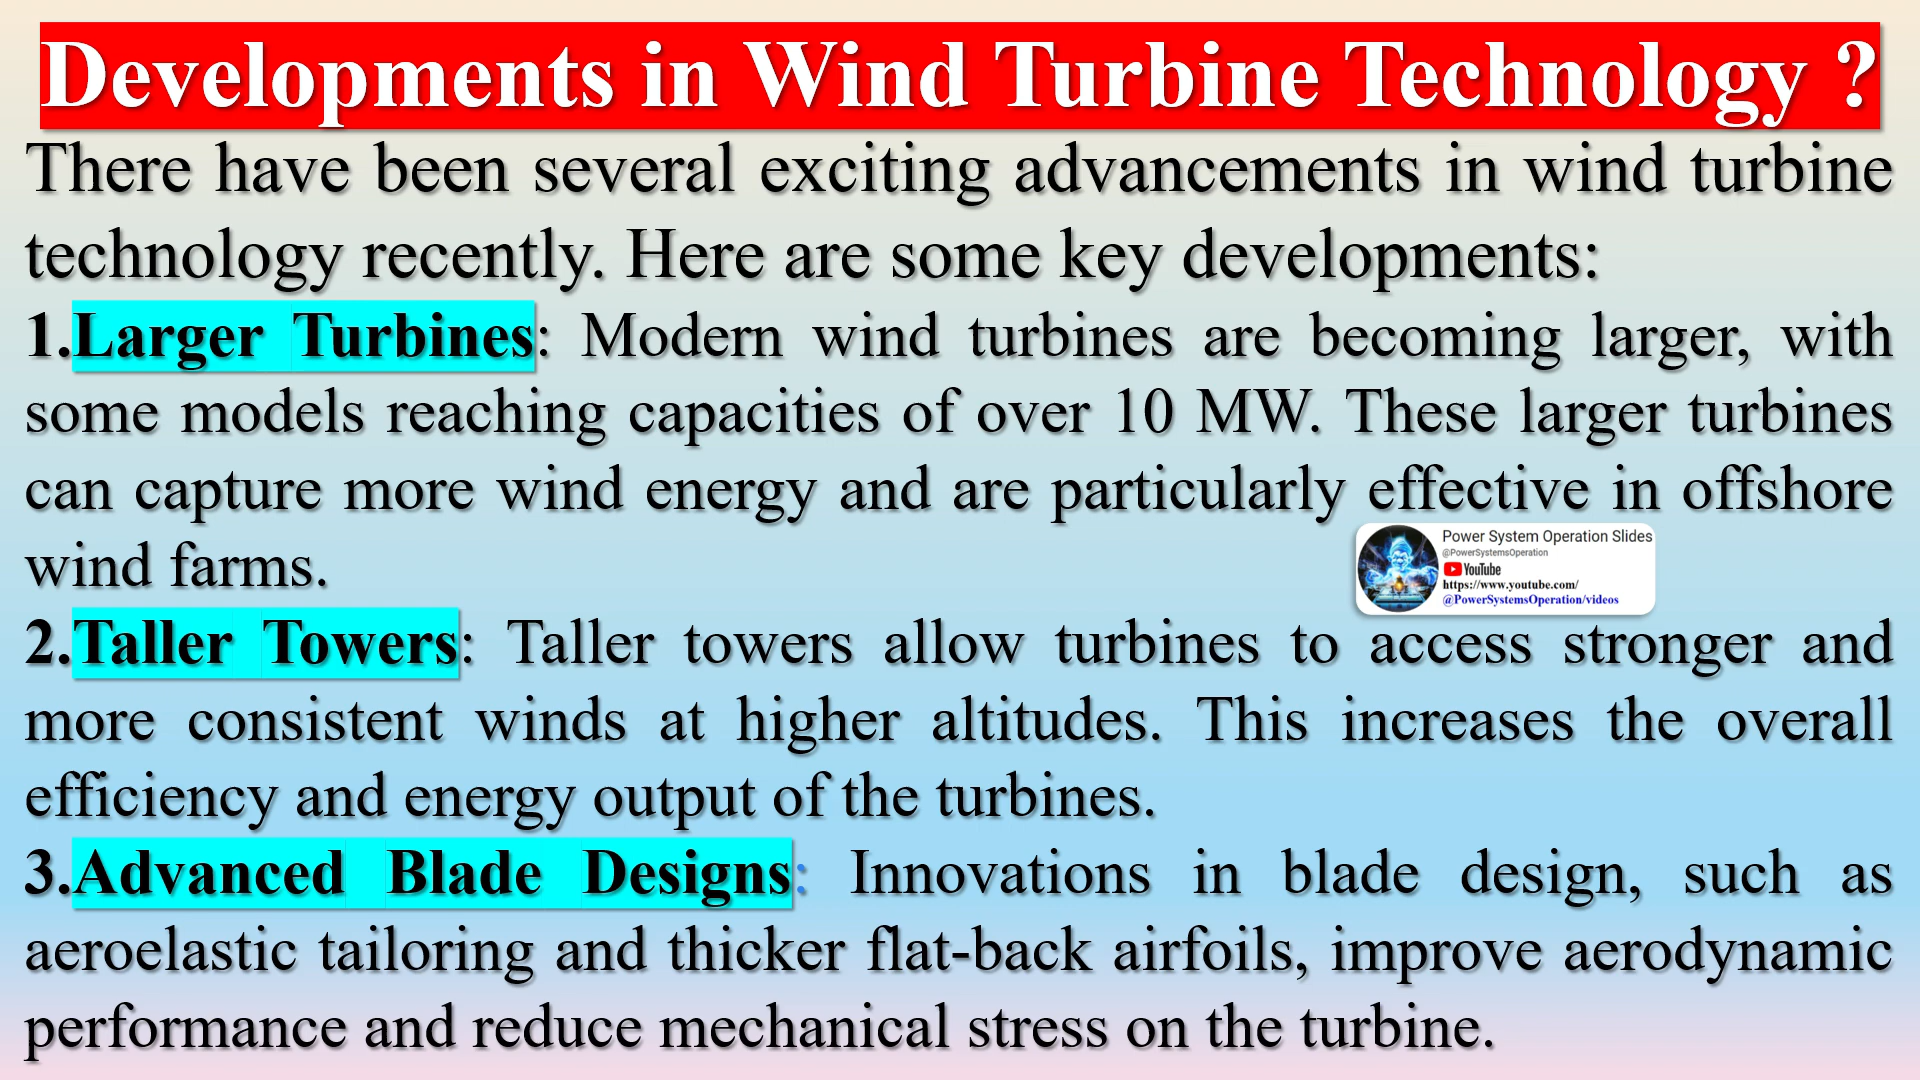 Developments in Wind Turbine Technology ?
There have been several exciting advancements in wind turbine
technology recently. Here are some key developments:
1.Larger Turbines: Modern wind turbines are becoming larger, with
some models reaching capacities of over 10 MW. These larger turbines
can capture more wind energy and are particularly effective in offshore
wind farms.
Power System Operation Slides
@PowerSystemsOperation
YouTube
https://www.youtube.com/
@PowerSystemsOperation/videos
2.Taller Towers: Taller towers allow turbines to access stronger and
more consistent winds at higher altitudes. This increases the overall
efficiency and energy output of the turbines.
3.Advanced Blade Designs: Innovations in blade design, such as
aeroelastic tailoring and thicker flat-back airfoils, improve aerodynamic
performance and reduce mechanical stress on the turbine.